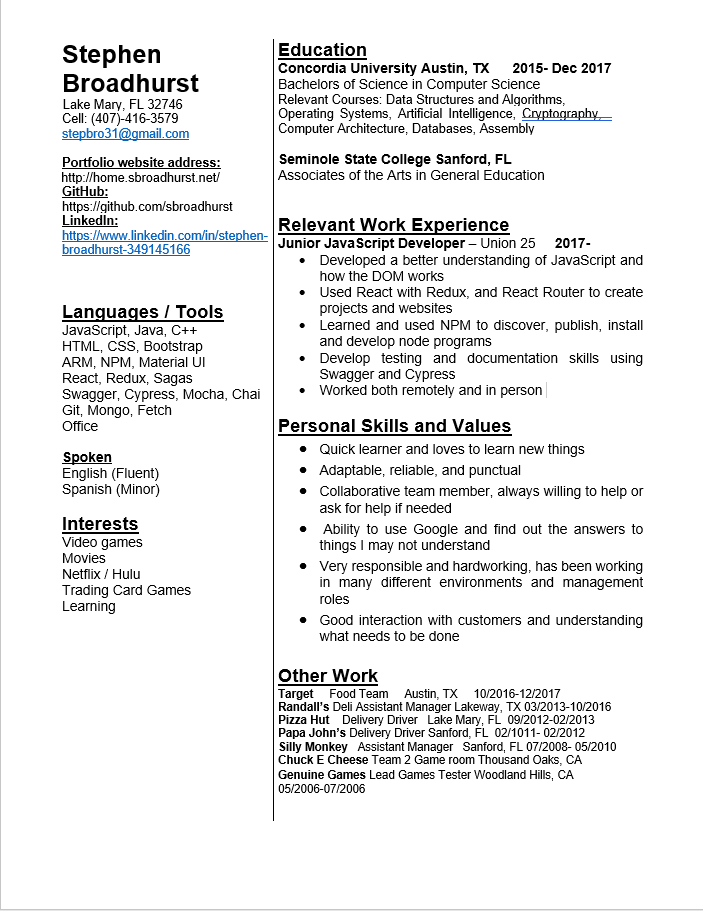 Stephen
Broadhurst
Lake Mary, FL 32746
Cell: (407)-416-3579
stepbro31@gmail.com
Portfolio website address:
http://home.sbroadhurst.net/
GitHub:
https://github.com/sbroadhurst
LinkedIn:
https://www.linkedin.com/in/stephen-
broadhurst-349145166
Languages / Tools
JavaScript, Java, C++
HTML, CSS, Bootstrap
ARM, NPM, Material UI
React, Redux, Sagas
Swagger, Cypress, Mocha, Chai
Git, Mongo, Fetch
Office
Spoken
English (Fluent)
Spanish (Minor)
Interests
Video games
Movies
Netflix / Hulu
Trading Card Games
Learning
Education
Concordia University Austin, TX 2015- Dec 2017
Bachelors of Science in Computer Science
Relevant Courses: Data Structures and Algorithms,
Operating Systems, Artificial Intelligence, Cryptography,
Computer Architecture, Databases, Assembly
Seminole State College Sanford, FL
Associates of the Arts in General Education
Relevant Work Experience
Junior JavaScript Developer – Union 25 2017-
• Developed a better understanding of JavaScript and
how the DOM works
• Used React with Redux, and React Router to create
projects and websites
• Learned and used NPM to discover, publish, install
and develop node programs
• Develop testing and documentation skills using
Swagger and Cypress
• Worked both remotely and in person
Personal Skills and Values
• Quick learner and loves to learn new things
• Adaptable, reliable, and punctual
• Collaborative team member, always willing to help or
ask for help if needed
• Ability to use Google and find out the answers to
things I may not understand
• Very responsible and hardworking, has been working
in many different environments and management
roles
• Good interaction with customers and understanding
what needs to be done
Other Work
Target Food Team Austin, TX 10/2016-12/2017
Randall's Deli Assistant Manager Lakeway, TX 03/2013-10/2016
Pizza Hut Delivery Driver Lake Mary, FL 09/2012-02/2013
Papa John's Delivery Driver Sanford, FL 02/1011- 02/2012
Silly Monkey Assistant Manager Sanford, FL 07/2008- 05/2010
Chuck E Cheese Team 2 Game room Thousand Oaks, CA
Genuine Games Lead Games Tester Woodland Hills, CA
05/2006-07/2006